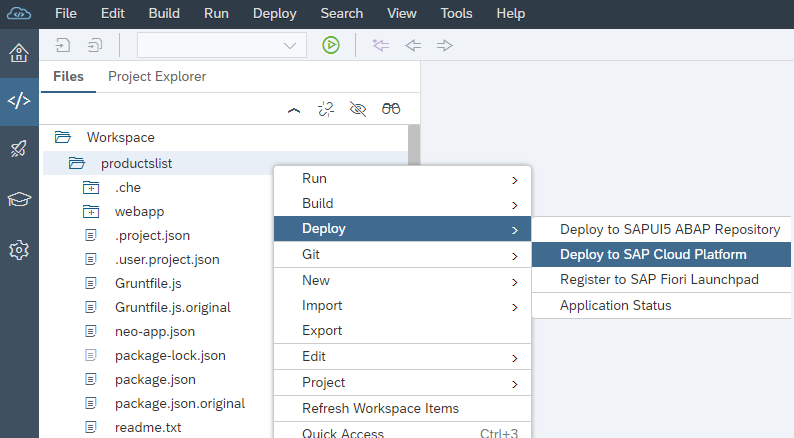 File Edit Build Run Deploy Search View Tools Help
Files Project Explorer
Workspace
productslist
.che
webapp
.project.json
.user.project.json
Gruntfile.js
Gruntfile.js.original
neo-app.json
package-lock.json
package.json
package.json.original
readme.txt
Run
Build
Deploy
Git
New
Import
Export
Edit
Project
Refresh Workspace Items
Quick Access Ctrl+3
Deploy to SAPUI5 ABAP Repository
Deploy to SAP Cloud Platform
Register to SAP Fiori Launchpad
Application Status